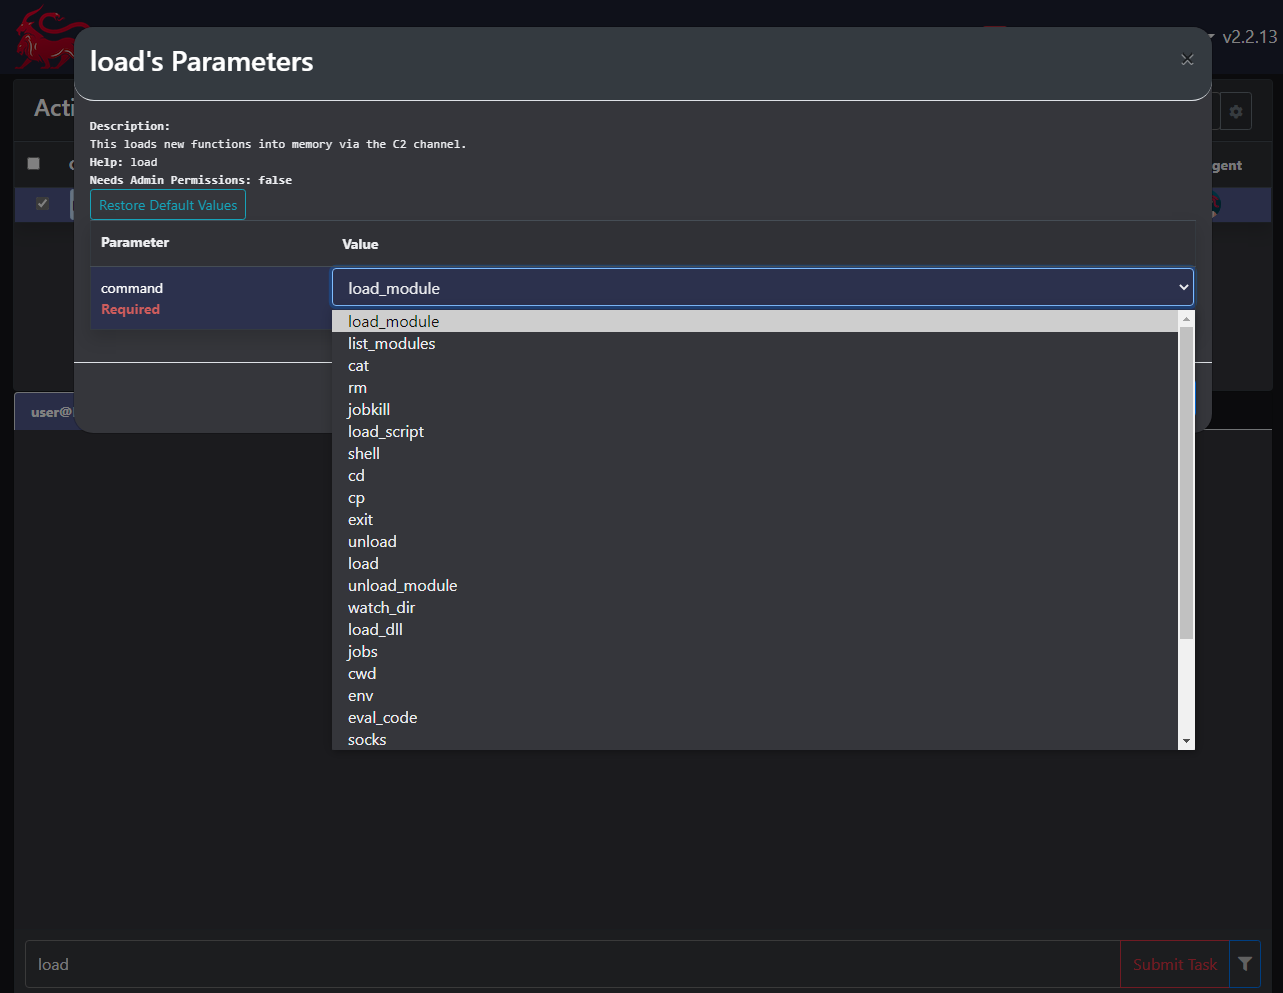 v2.2.13
load's Parameters
×
Acti
Description:
This loads new functions into memory via the C2 channel.
Help: load
Needs Admin Permissions: false
gent
Restore Default Values
Parameter Value
command
Required
load_module
load_module
list_modules
cat
rm
jobkill
user@
load_script
shell
cd
cp
exit
unload
load
unload_module
watch_dir
load_dll
jobs
cwd
env
eval_code
socks
load
Submit Task